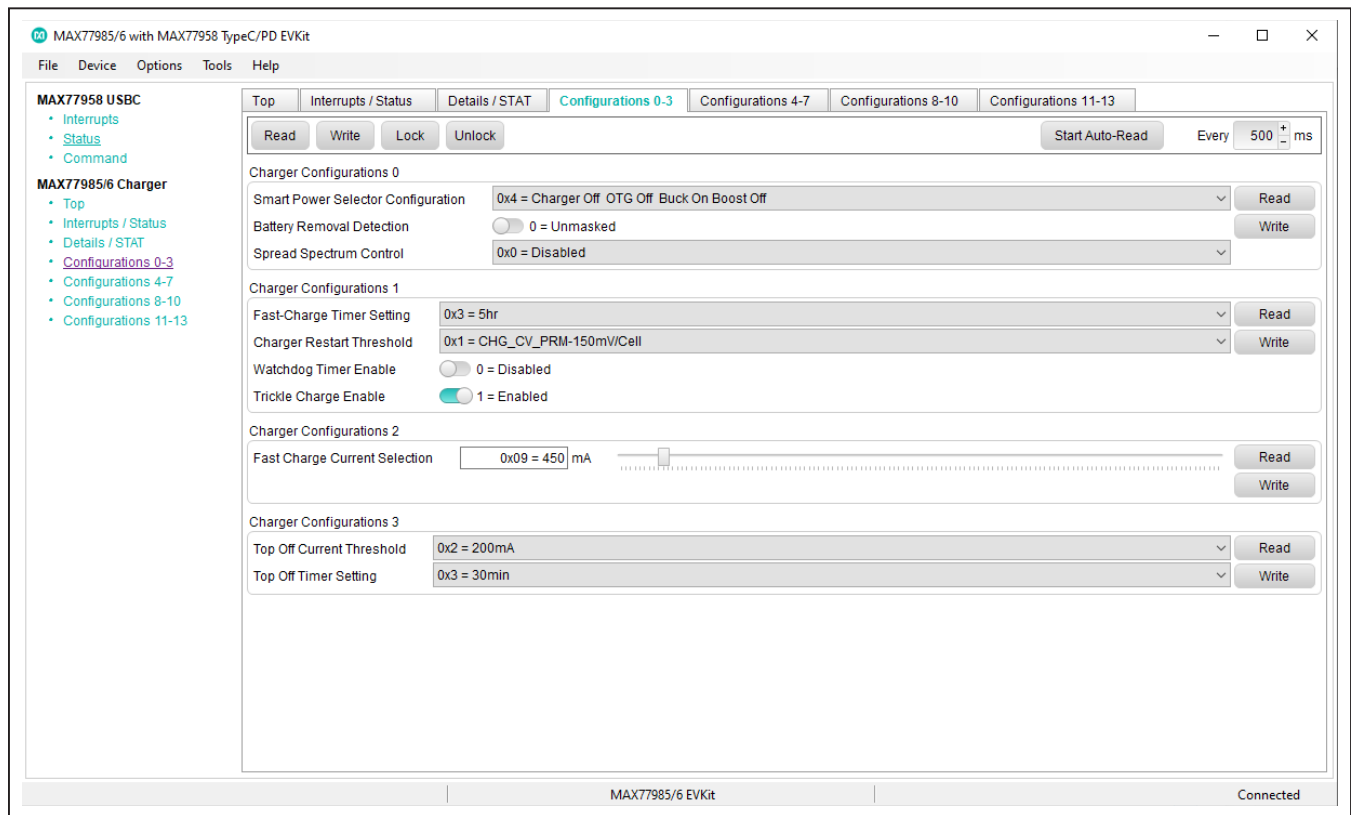 MAX77985/6 with MAX77958 TypeC/PD EVKit
File Device Options Tools Help
MAX77958 USBC
• Interrupts
• Status
• Command
MAX77985/6 Charger
• Top
• Interrupts / Status
• Details / STAT
• Configurations 0-3
• Configurations 4-7
• Configurations 8-10
• Configurations 11-13
Top Interrupts / Status Details / STAT Configurations 0-3 Configurations 4-7 Configurations 8-10 Configurations 11-13
Read Write Lock Unlock Start Auto-Read Every 500 + - ms
Charger Configurations 0
Smart Power Selector Configuration 0x4 = Charger Off OTG Off Buck On Boost Off Read
Battery Removal Detection 0 = Unmasked Write
Spread Spectrum Control 0x0 = Disabled
Charger Configurations 1
Fast-Charge Timer Setting 0x3 = 5hr Read
Charger Restart Threshold 0x1 = CHG_CV_PRM-150mV/Cell Write
Watchdog Timer Enable 0 = Disabled
Trickle Charge Enable 1 = Enabled
Charger Configurations 2
Fast Charge Current Selection 0x09 = 450 mA Read
Write
Charger Configurations 3
Top Off Current Threshold 0x2 = 200mA Read
Top Off Timer Setting 0x3 = 30min Write
MAX77985/6 EVKit Connected